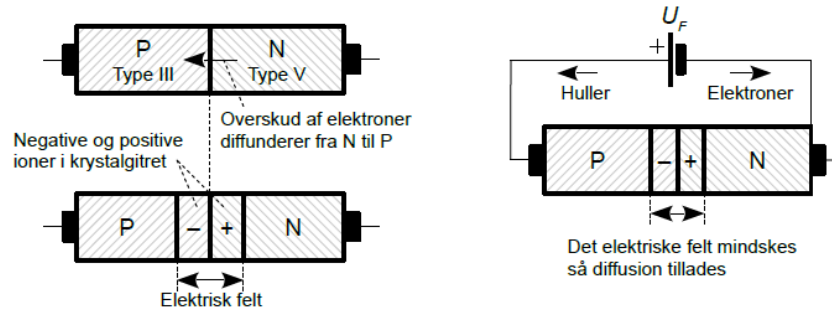 P
Type III
N
Type V
Overskud af elektroner
diffunderer fra N til P
Negative og positive
ioner i krystalgitret
P
–
+
N
Elektrisk felt
U_F
+
Huller
Elektroner
P
–
+
N
Det elektriske felt mindskes
så diffusion tillades